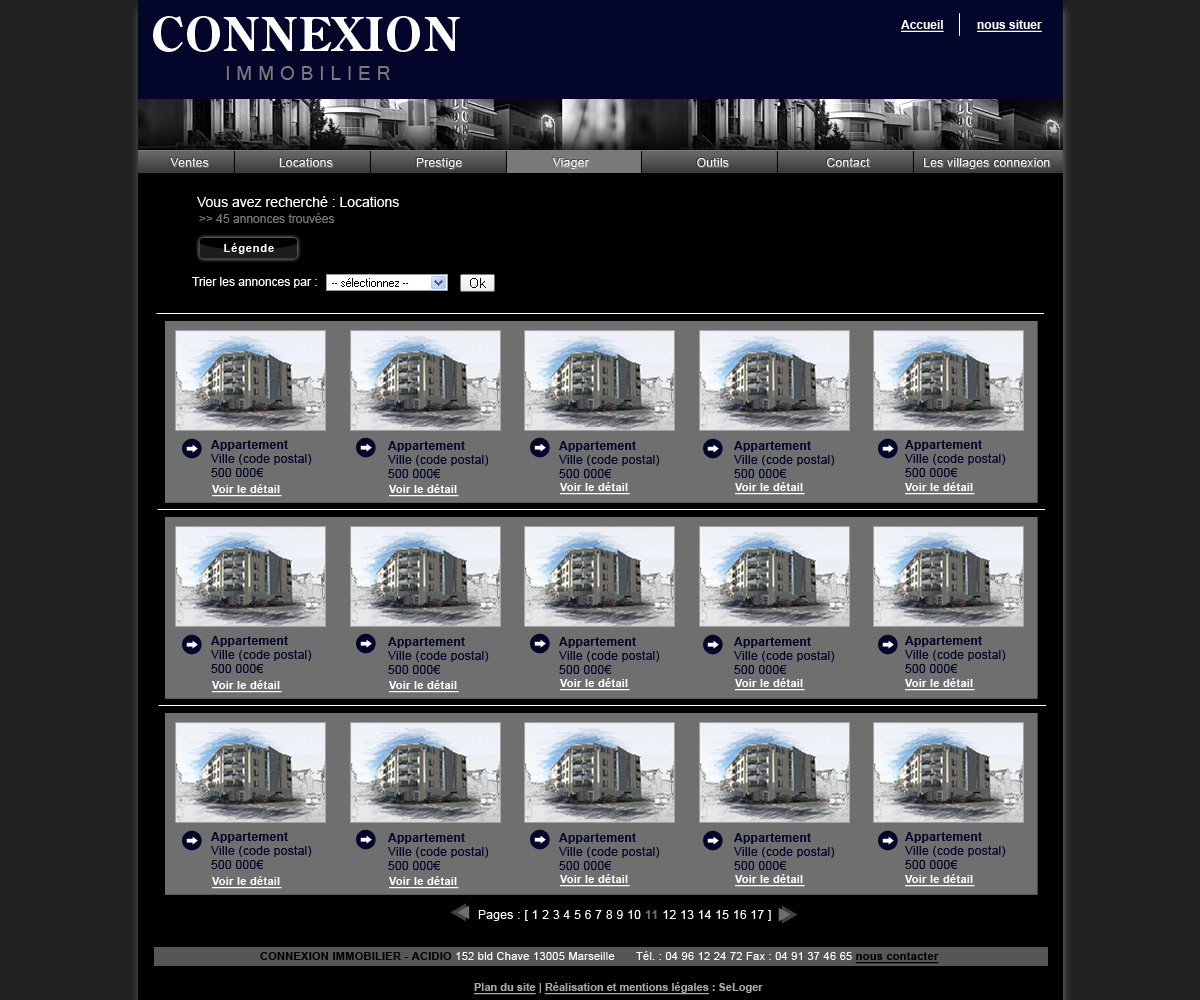 CONNEXION
IMMOBILIER
Accueil nous situer
Ventes Locations Prestige Viager Outils Contact Les villages connexion
Vous avez recherché : Locations
>> 45 annonces trouvées
Légende
Trier les annonces par : -- sélectionnez -- Ok
Appartement Appartement Appartement Appartement Appartement
Ville (code postal) Ville (code postal) Ville (code postal) Ville (code postal) Ville (code postal)
500 000€ 500 000€ 500 000€ 500 000€ 500 000€
Voir le détail Voir le détail Voir le détail Voir le détail Voir le détail
Appartement Appartement Appartement Appartement Appartement
Ville (code postal) Ville (code postal) Ville (code postal) Ville (code postal) Ville (code postal)
500 000€ 500 000€ 500 000€ 500 000€ 500 000€
Voir le détail Voir le détail Voir le détail Voir le détail Voir le détail
Appartement Appartement Appartement Appartement Appartement
Ville (code postal) Ville (code postal) Ville (code postal) Ville (code postal) Ville (code postal)
500 000€ 500 000€ 500 000€ 500 000€ 500 000€
Voir le détail Voir le détail Voir le détail Voir le détail Voir le détail
Pages : [ 1 2 3 4 5 6 7 8 9 10 11 12 13 14 15 16 17 ]
CONNEXION IMMOBILIER - ACIDIO 152 bld Chave 13005 Marseille Tél. : 04 96 12 24 72 Fax : 04 91 37 46 65 nous contacter
Plan du site | Réalisation et mentions légales : SeLoger